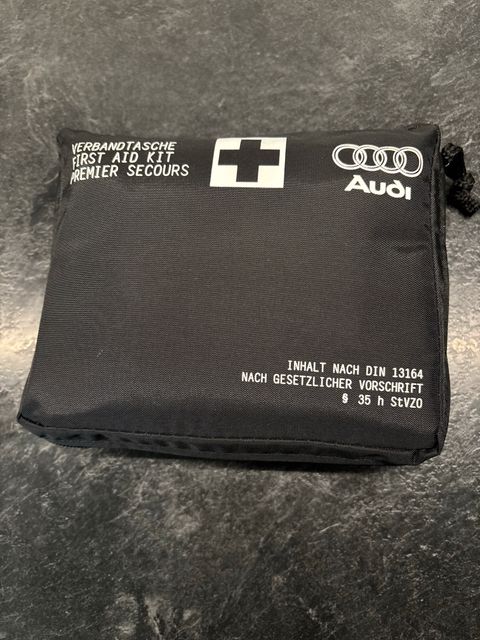 VERBANDTASCHE
FIRST AID KIT
PREMIER SECOURS
Audi
INHALT NACH DIN 13164
NACH GESETZLICHER VORSCHRIFT
§ 35 h StVZO